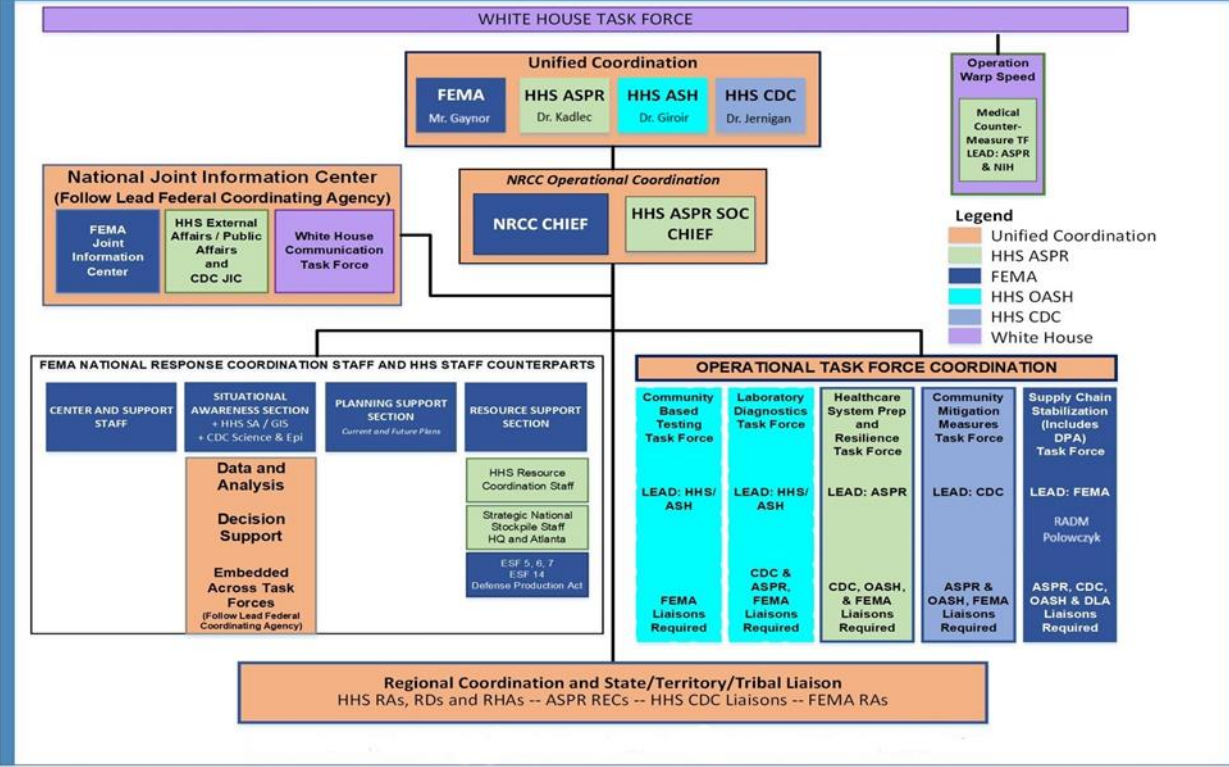 WHITE HOUSE TASK FORCE
Unified Coordination
FEMA
Mr. Gaynor
HHS ASPR
Dr. Kadlec
HHS ASH
Dr. Giroir
HHS CDC
Dr. Jernigan
Operation
Warp Speed
Medical
Counter-
Measure TF
LEAD: ASPR
& NIH
National Joint Information Center
(Follow Lead Federal Coordinating Agency)
FEMA
Joint
Information
Center
HHS External
Affairs / Public
Affairs
and
CDC JIC
White House
Communication
Task Force
NRCC Operational Coordination
NRCC CHIEF
HHS ASPR SOC
CHIEF
Legend
Unified Coordination
HHS ASPR
FEMA
HHS OASH
HHS CDC
White House
FEMA NATIONAL RESPONSE COORDINATION STAFF AND HHS STAFF COUNTERPARTS
CENTER AND SUPPORT
STAFF
SITUATIONAL
AWARENESS SECTION
+ HHS SA / GIS
+ CDC Science & Epi
PLANNING SUPPORT
SECTION
Current and Future Plans
RESOURCE SUPPORT
SECTION
Data and
Analysis
Decision
Support
Embedded
Across Task
Forces
(Follow Lead Federal
Coordinating Agency)
HHS Resource
Coordination Staff
Strategic National
Stockpile Staff
HQ and Atlanta
ESF 5, 6, 7
ESF 14
Defense Production Act
OPERATIONAL TASK FORCE COORDINATION
Community
Based
Testing
Task Force
LEAD: HHS/
ASH
FEMA
Liaisons
Required
Laboratory
Diagnostics
Task Force
LEAD: HHS/
ASH
CDC &
ASPR,
FEMA
Liaisons
Required
Healthcare
System Prep
and
Resilience
Task Force
LEAD: ASPR
CDC, OASH,
& FEMA
Liaisons
Required
Community
Mitigation
Measures
Task Force
LEAD: CDC
ASPR &
OASH, FEMA
Liaisons
Required
Supply Chain
Stabilization
(Includes
DPA)
Task Force
LEAD: FEMA
RADM
Polowczyk
ASPR, CDC,
OASH & DLA
Liaisons
Required
Regional Coordination and State/Territory/Tribal Liaison
HHS RAs, RDs and RHAs -- ASPR RECs -- HHS CDC Liaisons -- FEMA RAs